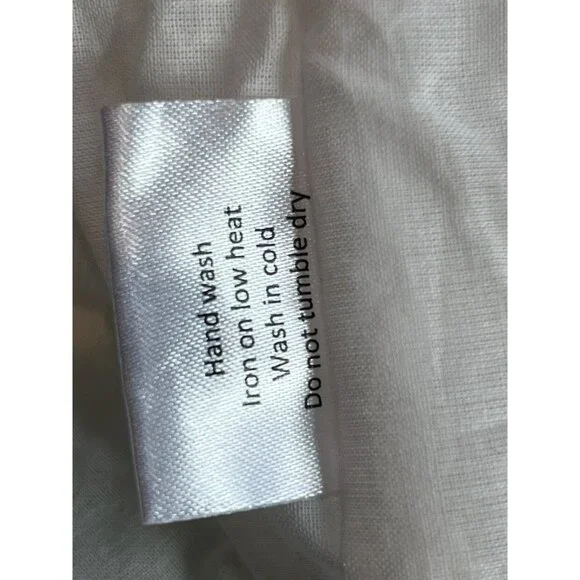 Hand wash
Iron on low heat
Wash in cold
Do not tumble dry